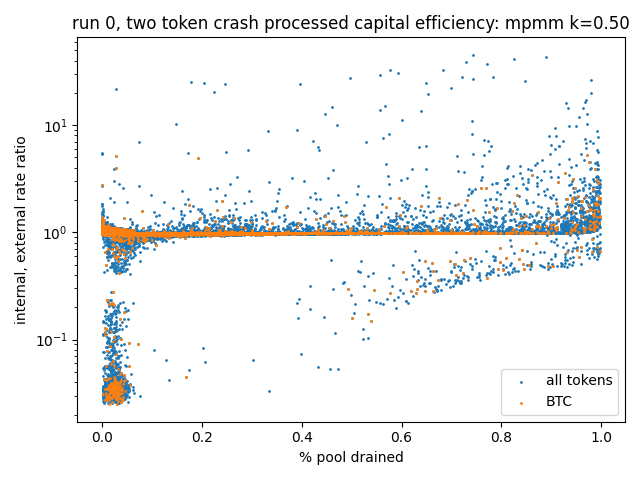 run 0, two token crash processed capital efficiency: mpmm k=0.50
internal, external rate ratio
10¹
10⁰
10⁻¹
0.0 0.2 0.4 0.6 0.8 1.0
% pool drained
all tokens
BTC